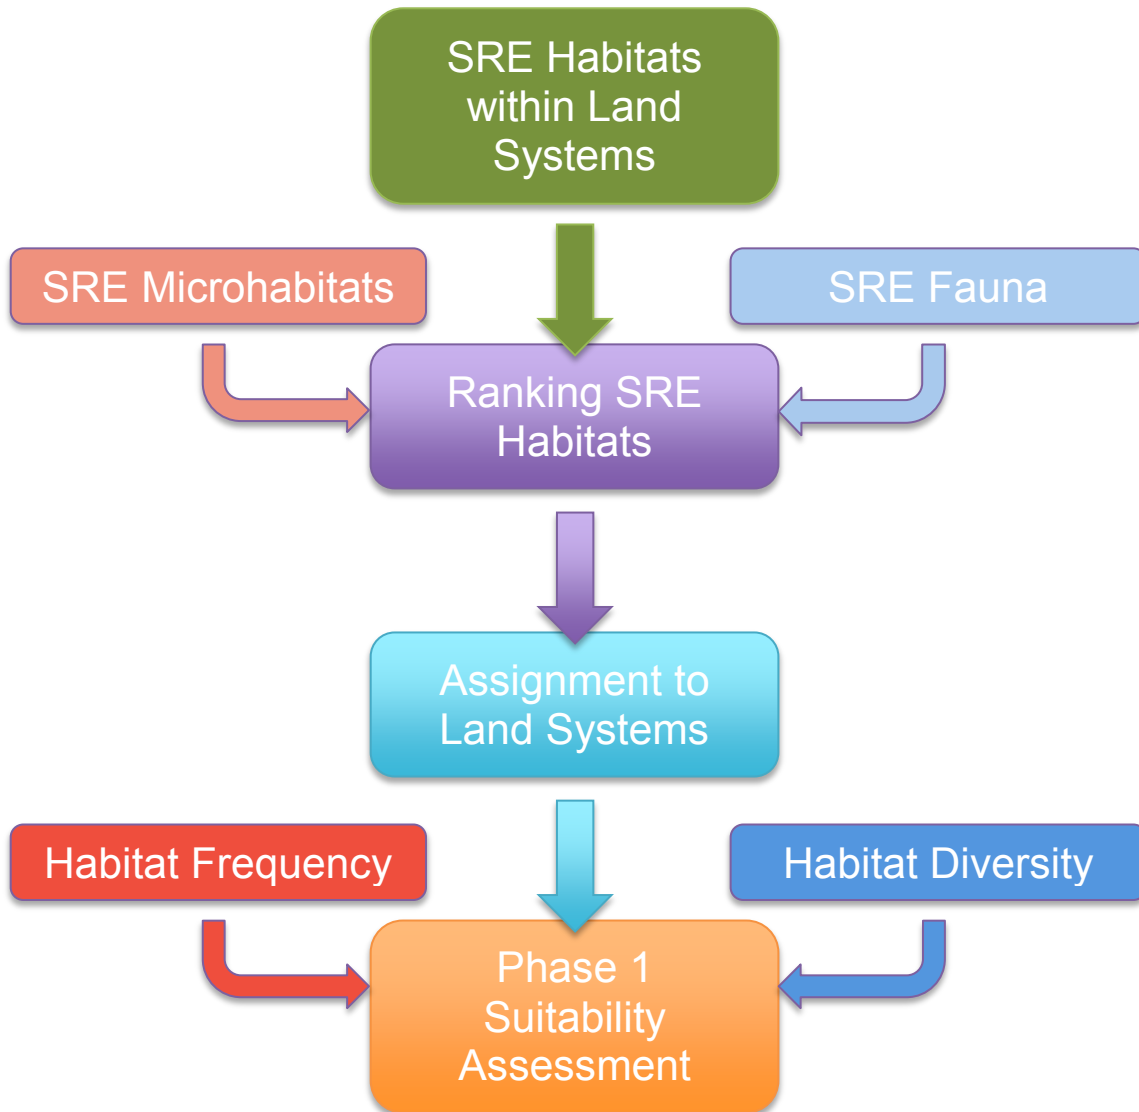 SRE Habitats
within Land
Systems
SRE Microhabitats
SRE Fauna
Ranking SRE
Habitats
Assignment to
Land Systems
Habitat Frequency
Habitat Diversity
Phase 1
Suitability
Assessment